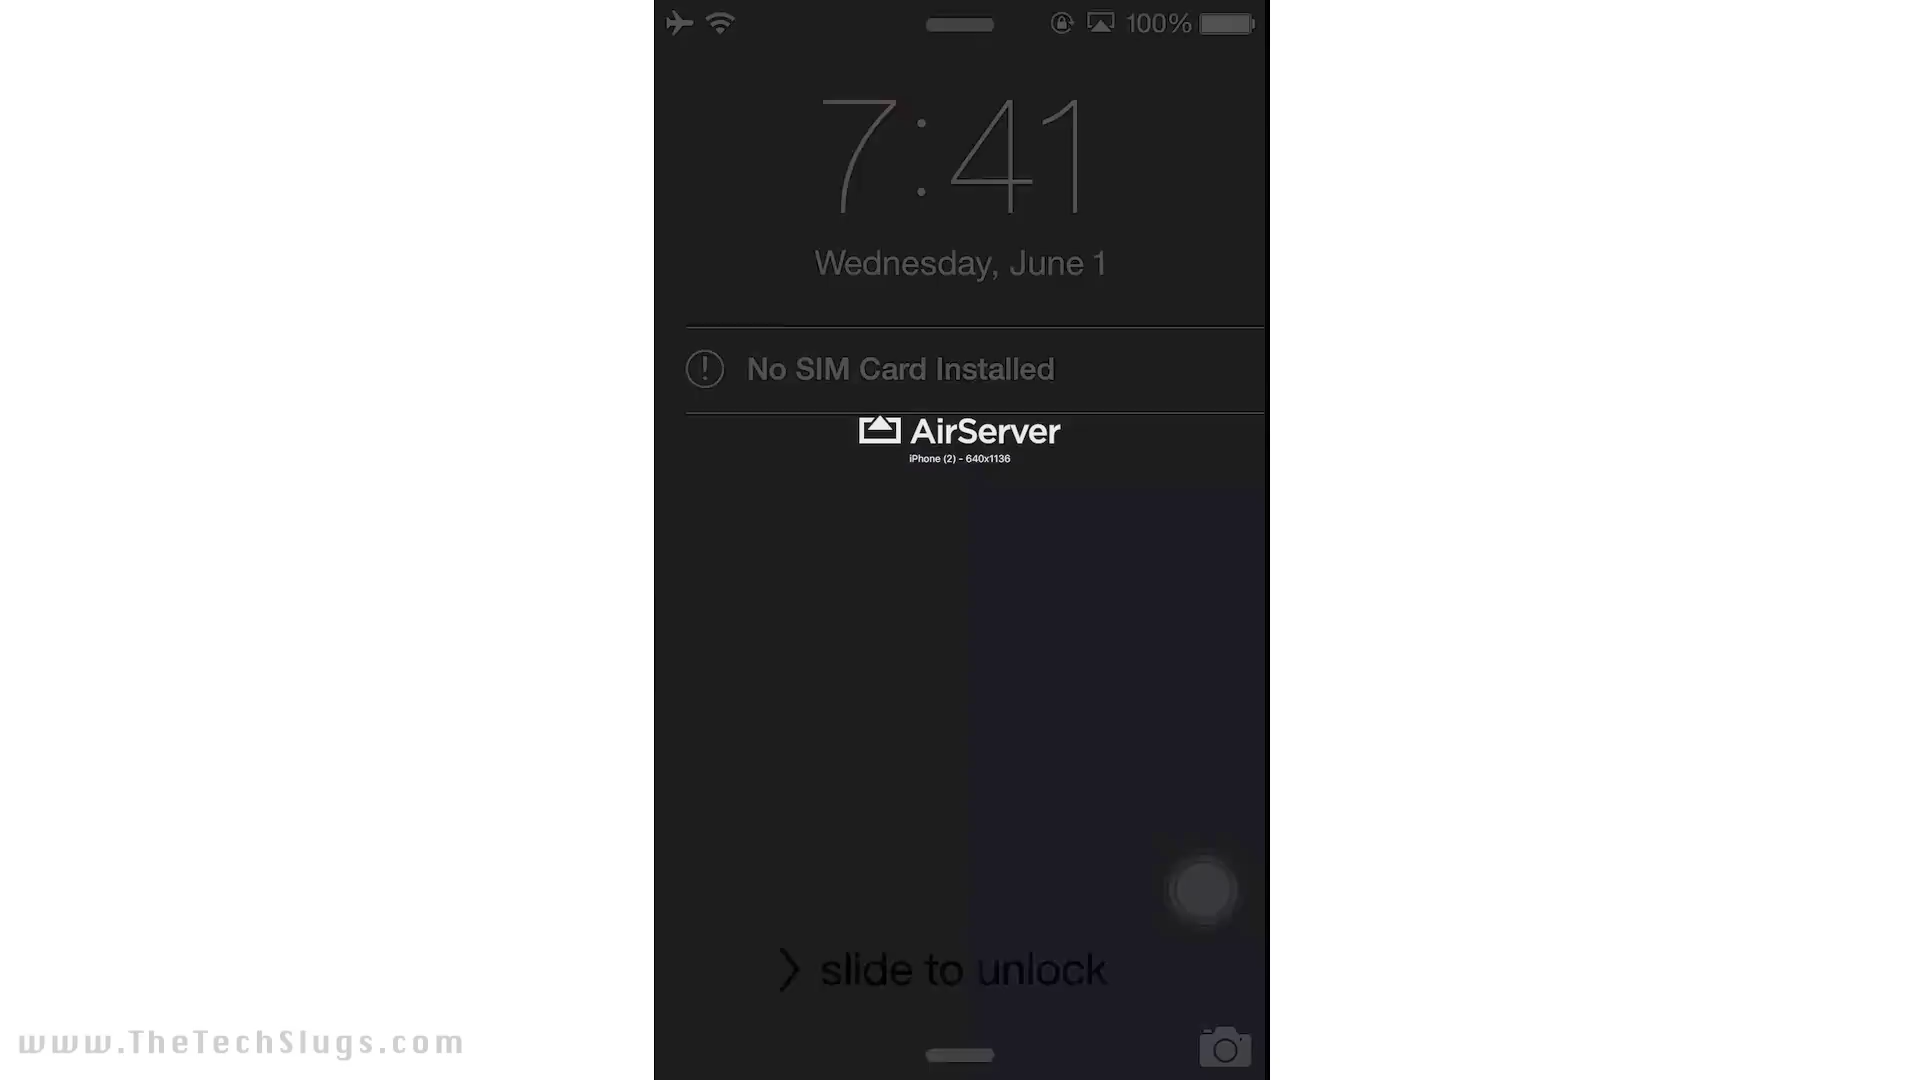 100%
7:41
Wednesday, June 1
No SIM Card Installed
AirServer
iPhone (2) - 640x1136
slide to unlock
www.TheTechSlugs.com